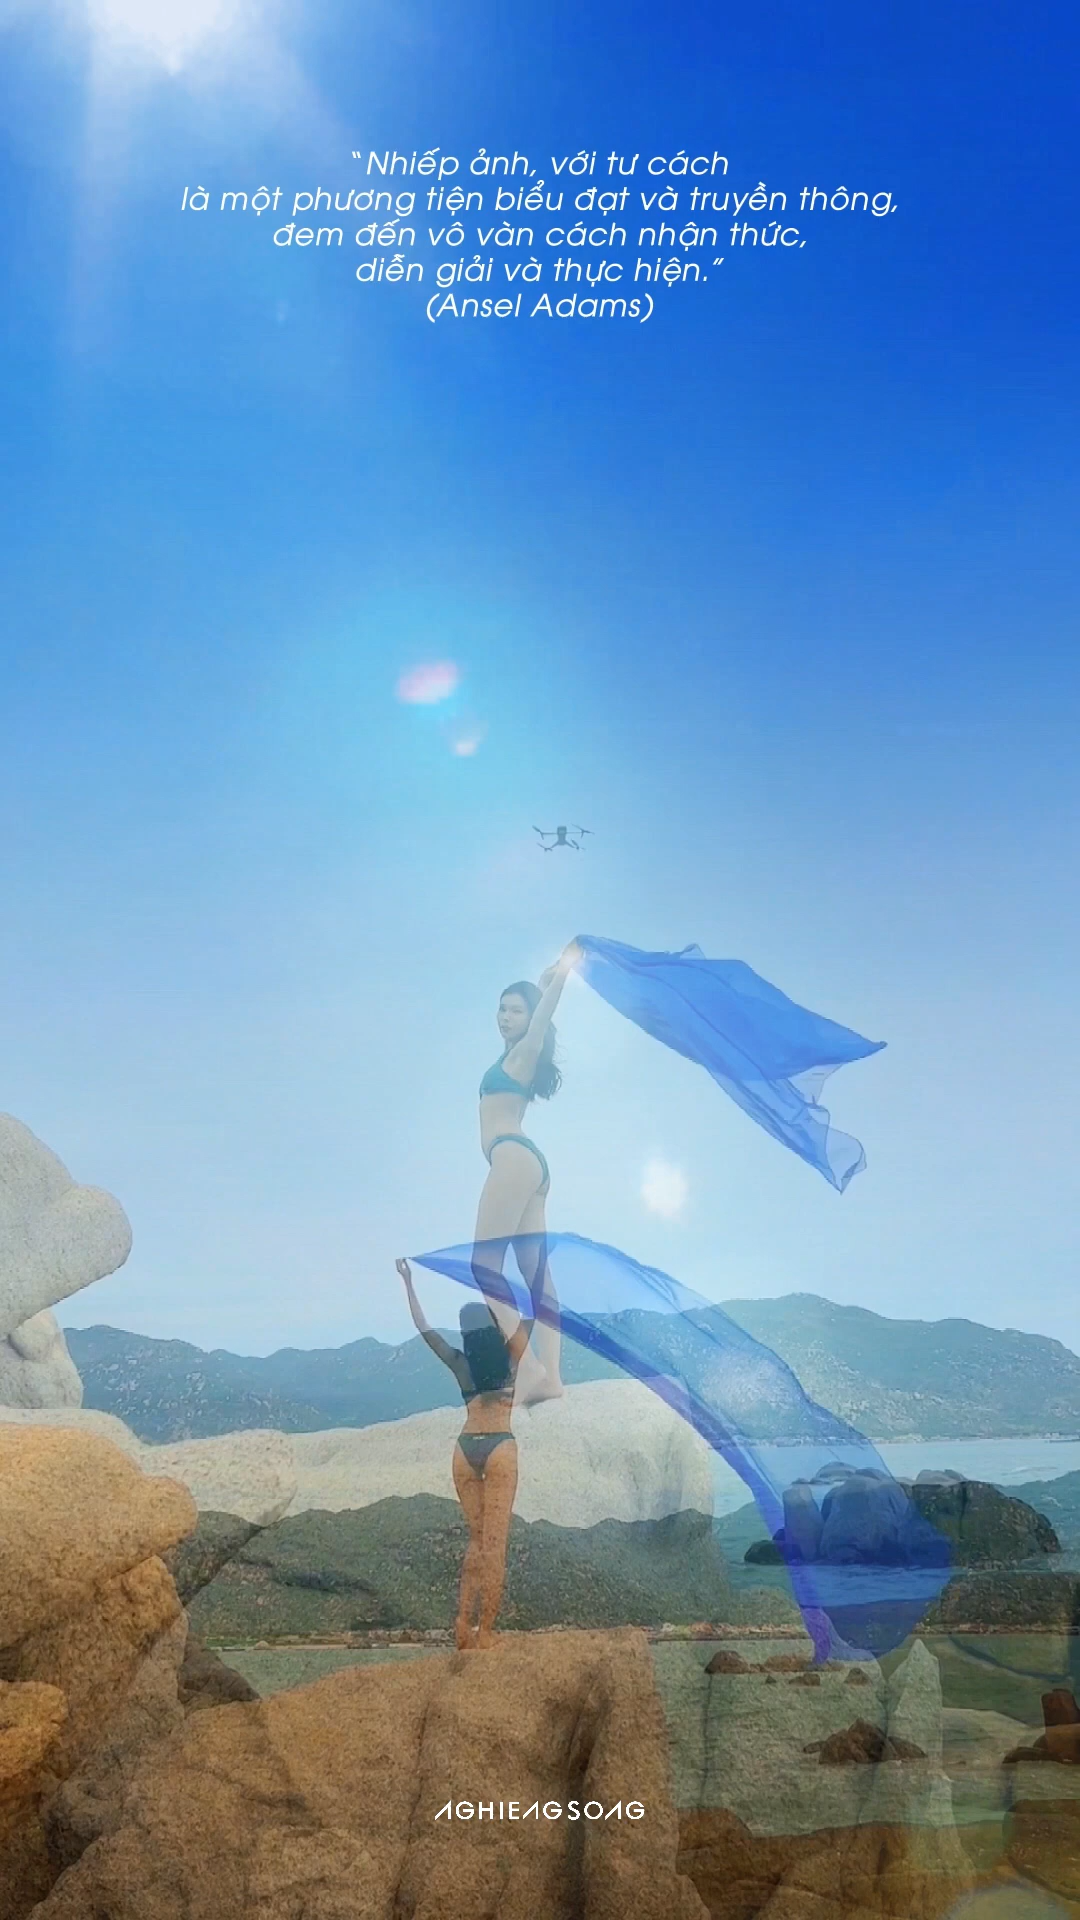 “Nhiếp ảnh, với tư cách
là một phương tiện biểu đạt và truyền thông,
đem đến vô vàn cách nhận thức,
diễn giải và thực hiện.”
(Ansel Adams)
AGHIEAGSOAG